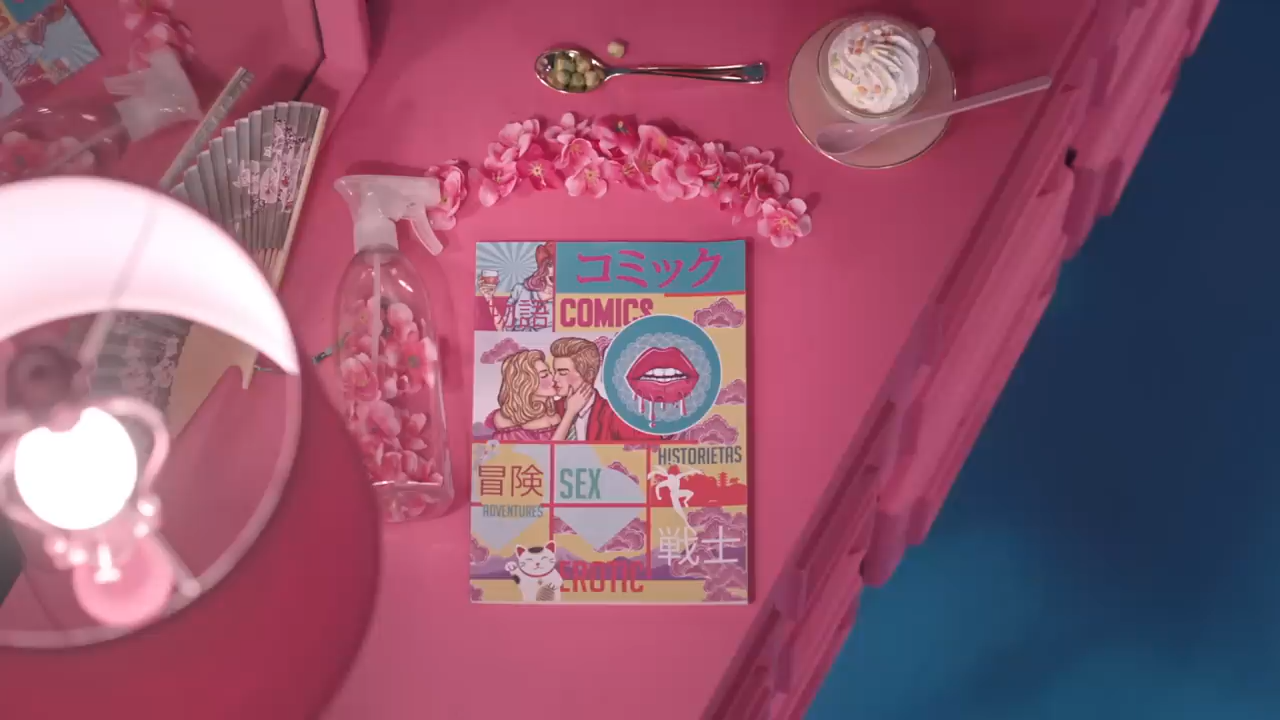 コミック
物語
COMICS
HISTORIETAS
冒険
SEX
ADVENTURES
戦士
EROTIC